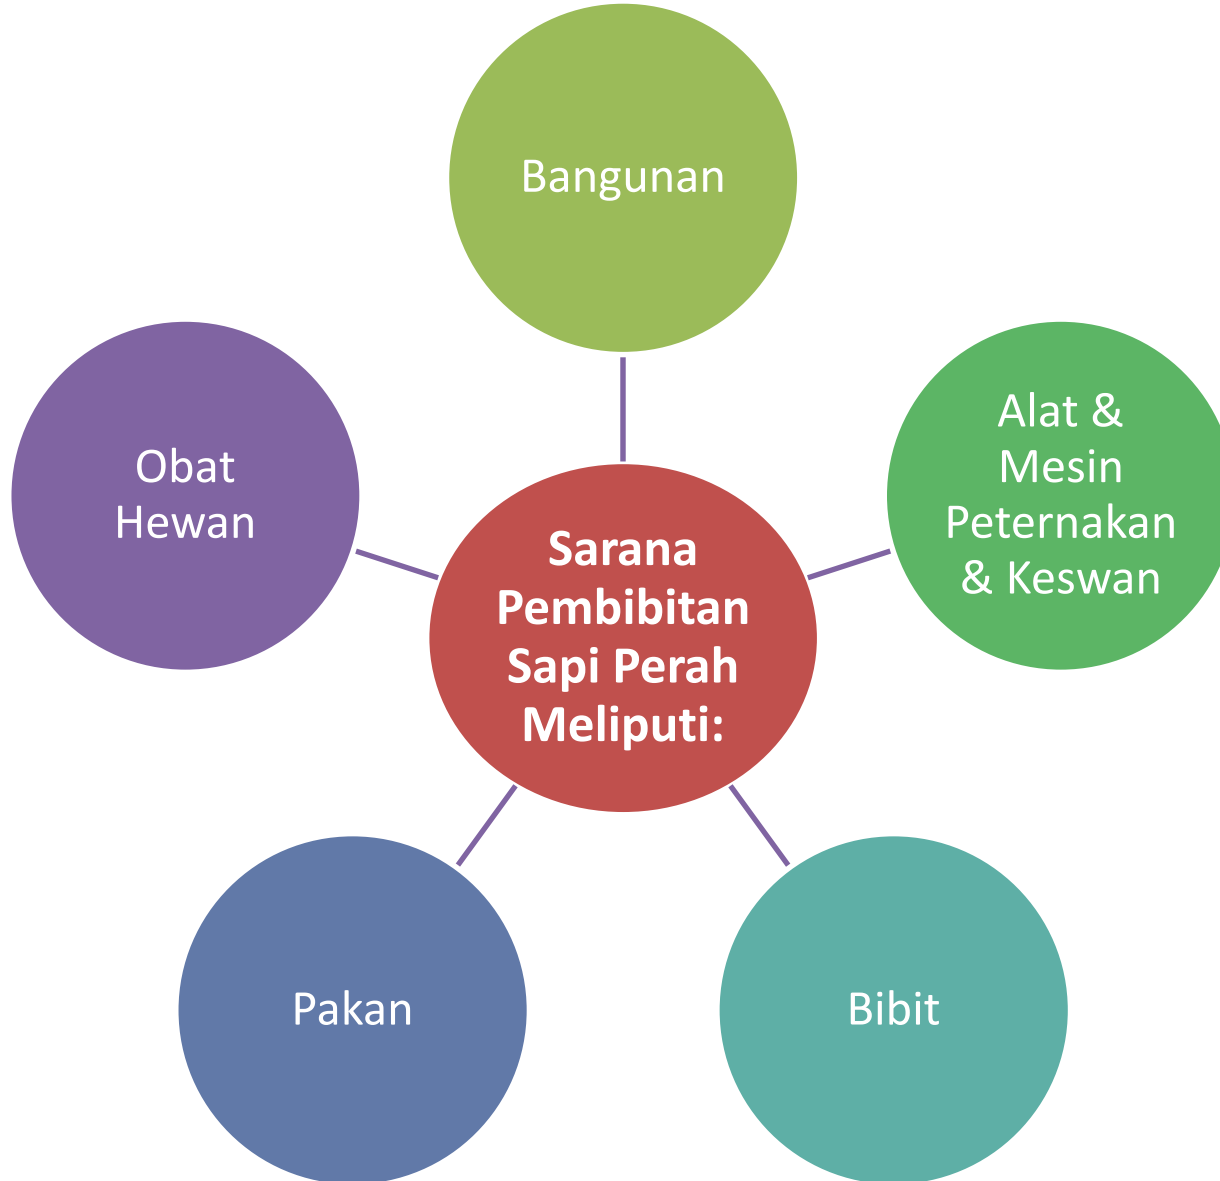 Bangunan
Alat &
Mesin
Peternakan
& Keswan
Obat
Hewan
Sarana
Pembibitan
Sapi Perah
Meliputi:
Pakan
Bibit